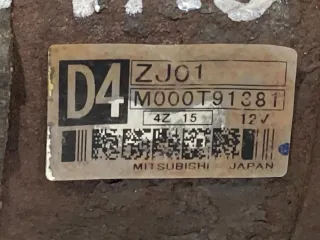 D4
ZJ01
M000T91381
4Z 15 12V
MITSUBISHI JAPAN